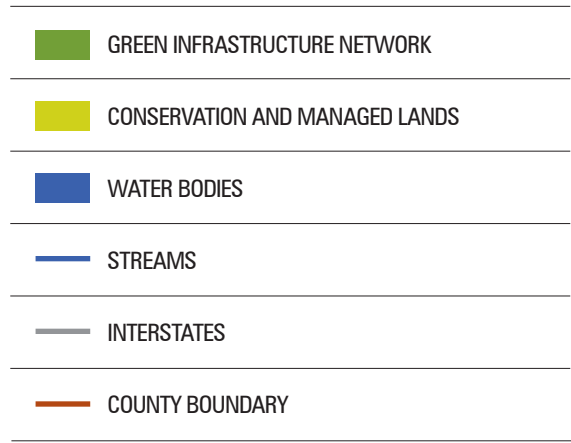 GREEN INFRASTRUCTURE NETWORK
CONSERVATION AND MANAGED LANDS
WATER BODIES
STREAMS
INTERSTATES
COUNTY BOUNDARY